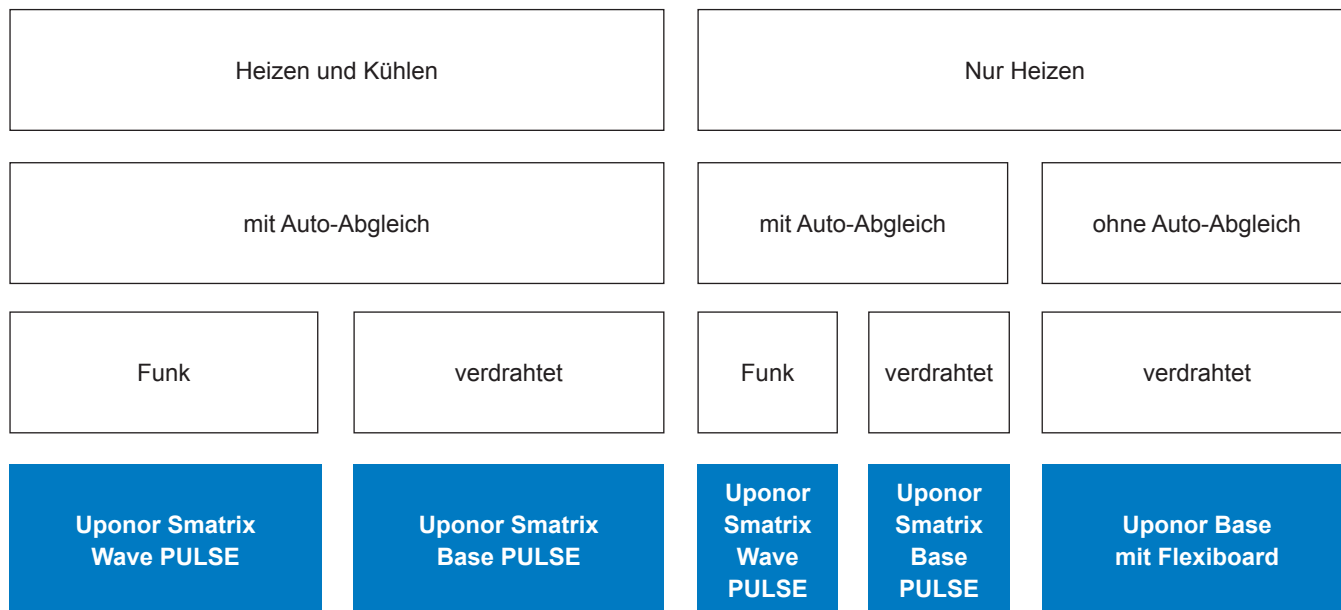 Heizen und Kühlen
Nur Heizen
mit Auto-Abgleich
mit Auto-Abgleich
ohne Auto-Abgleich
Funk
verdrahtet
Funk
verdrahtet
verdrahtet
Uponor Smatrix
Wave PULSE
Uponor Smatrix
Base PULSE
Uponor
Smatrix
Wave
PULSE
Uponor
Smatrix
Base
PULSE
Uponor Base
mit Flexiboard